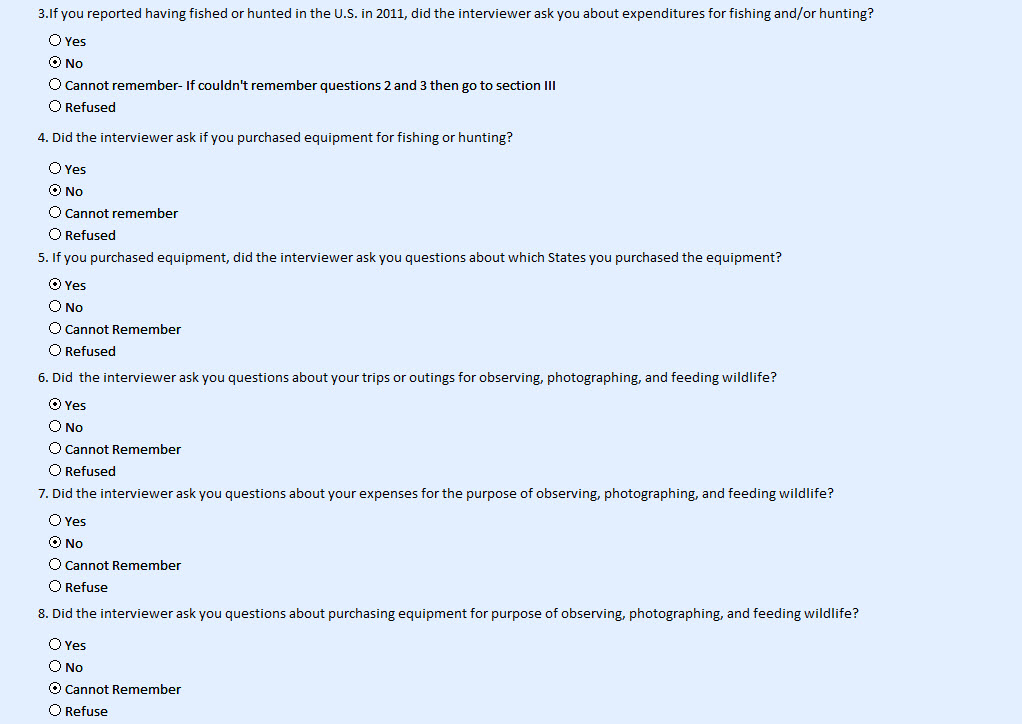 3.If you reported having fished or hunted in the U.S. in 2011, did the interviewer ask you about expenditures for fishing and/or hunting?
Yes
No
Cannot remember- If couldn't remember questions 2 and 3 then go to section III
Refused
4. Did the interviewer ask if you purchased equipment for fishing or hunting?
Yes
No
Cannot remember
Refused
5. If you purchased equipment, did the interviewer ask you questions about which States you purchased the equipment?
Yes
No
Cannot Remember
Refused
6. Did  the interviewer ask you questions about your trips or outings for observing, photographing, and feeding wildlife?
Yes
No
Cannot Remember
Refused
7. Did the interviewer ask you questions about your expenses for the purpose of observing, photographing, and feeding wildlife?
Yes
No
Cannot Remember
Refuse
8. Did the interviewer ask you questions about purchasing equipment for purpose of observing, photographing, and feeding wildlife?
Yes
No
Cannot Remember
Refuse